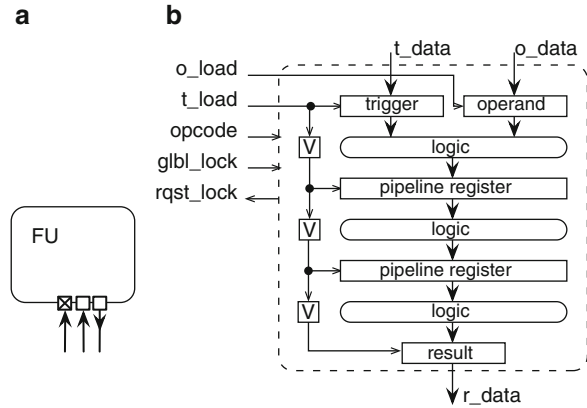 a
b
t_data o_data
o_load
t_load
opcode
glbl_lock
rqst_lock
FU
trigger operand
V
logic
pipeline register
V
logic
pipeline register
V
logic
result
r_data